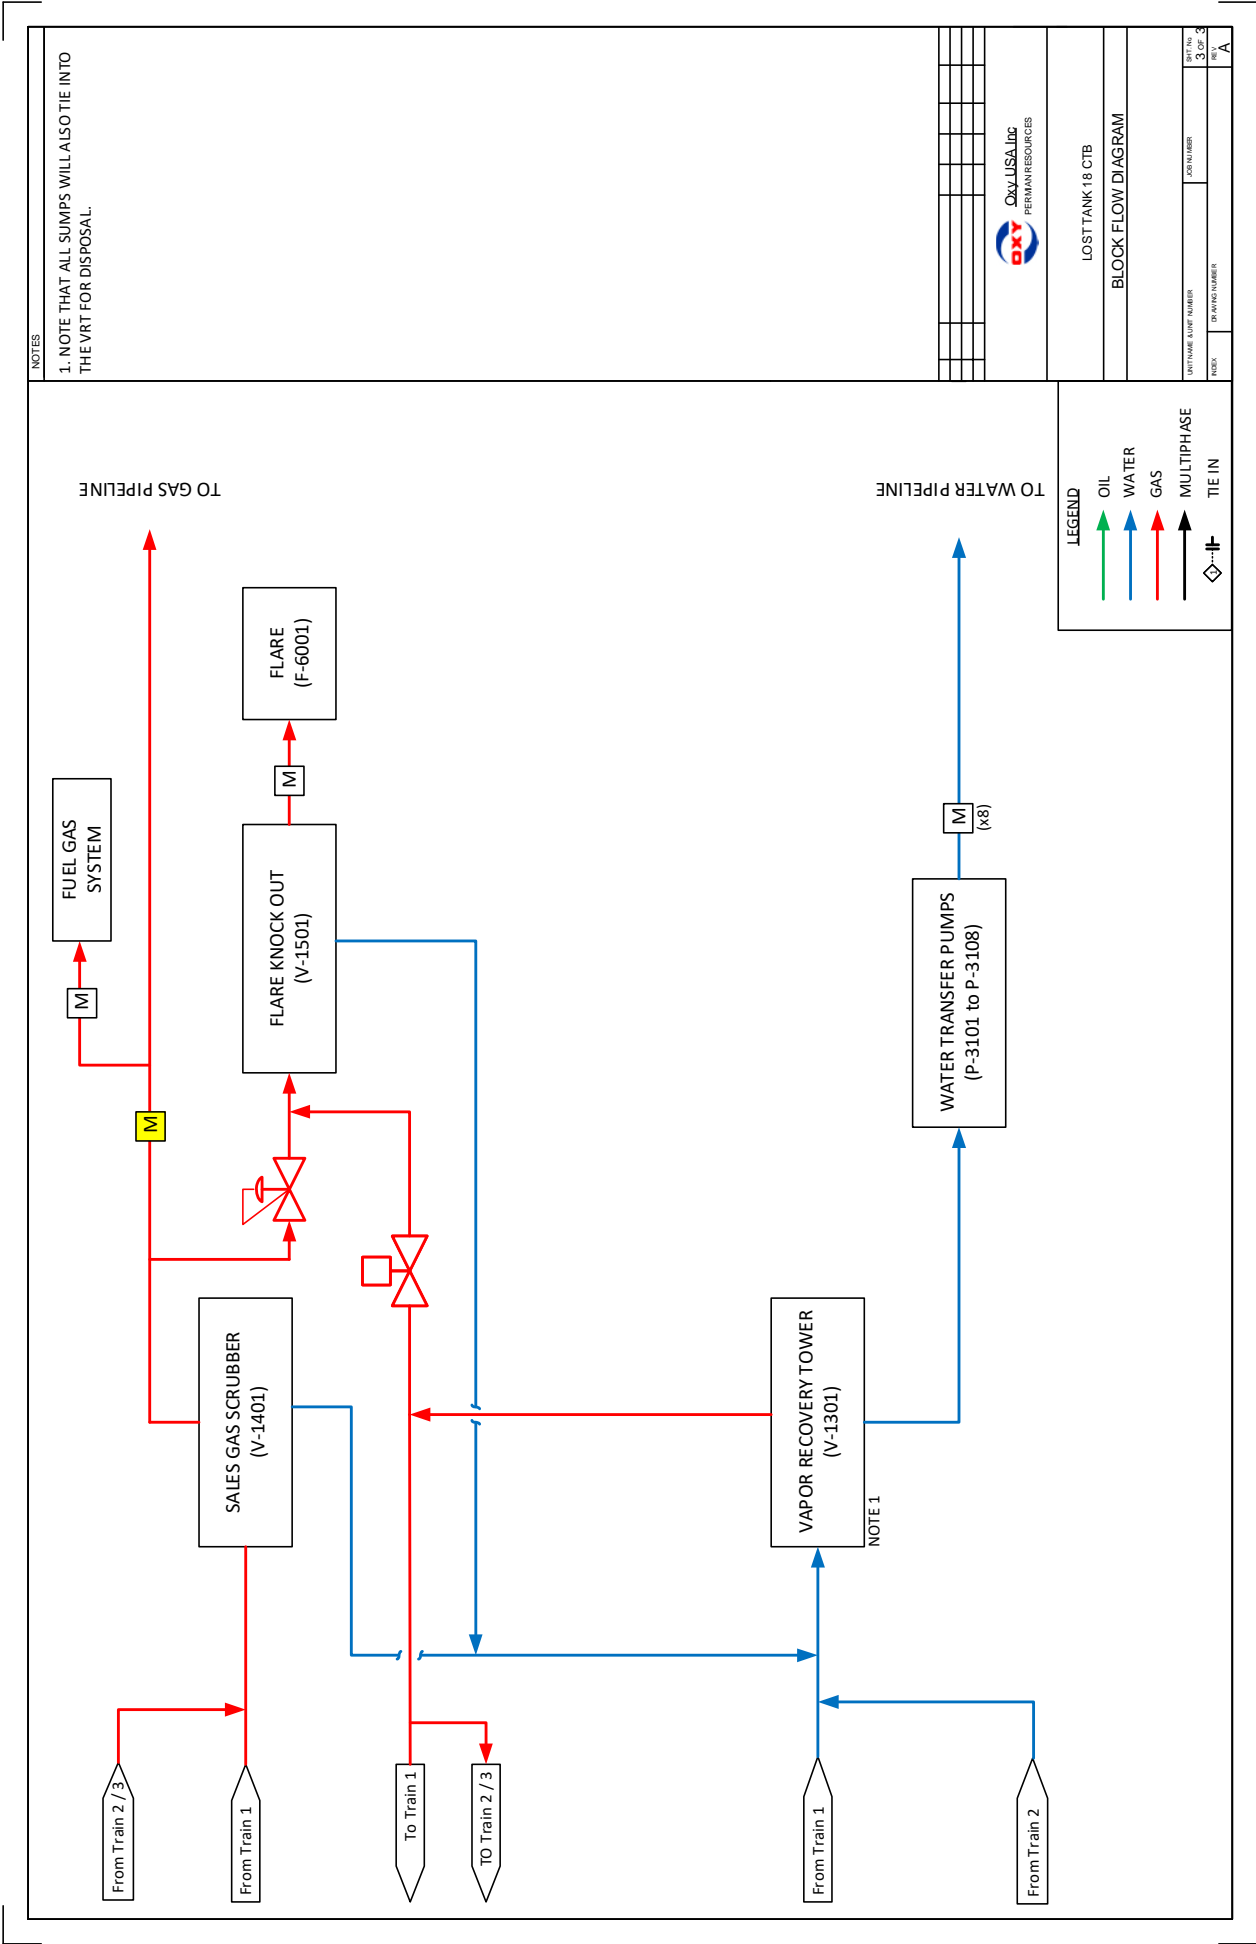 NOTES
1. NOTE THAT ALL SUMPS WILL ALSO TIE INTO
THE VRT FOR DISPOSAL.
TO GAS PIPELINE
FUEL GAS
SYSTEM
M
M
FLARE
(F-6001)
M
FLARE KNOCK OUT
(V-1501)
SALES GAS SCRUBBER
(V-1401)
From Train 2 / 3
From Train 1
To Train 1
TO Train 2 / 3
VAPOR RECOVERY TOWER
(V-1301)
NOTE 1
From Train 1
From Train 2
WATER TRANSFER PUMPS
(P-3101 to P-3108)
M
(x8)
TO WATER PIPELINE
LEGEND
OIL
WATER
GAS
MULTIPHASE
1
TIE IN
OXY
Oxy USA Inc
PERMIAN RESOURCES
LOST TANK 18 CTB
BLOCK FLOW DIAGRAM
UNIT NAME & UNIT NUMBER
JOB NUMBER
SHT. No
3 OF 3
INDEX
DRAWING NUMBER
REV
A